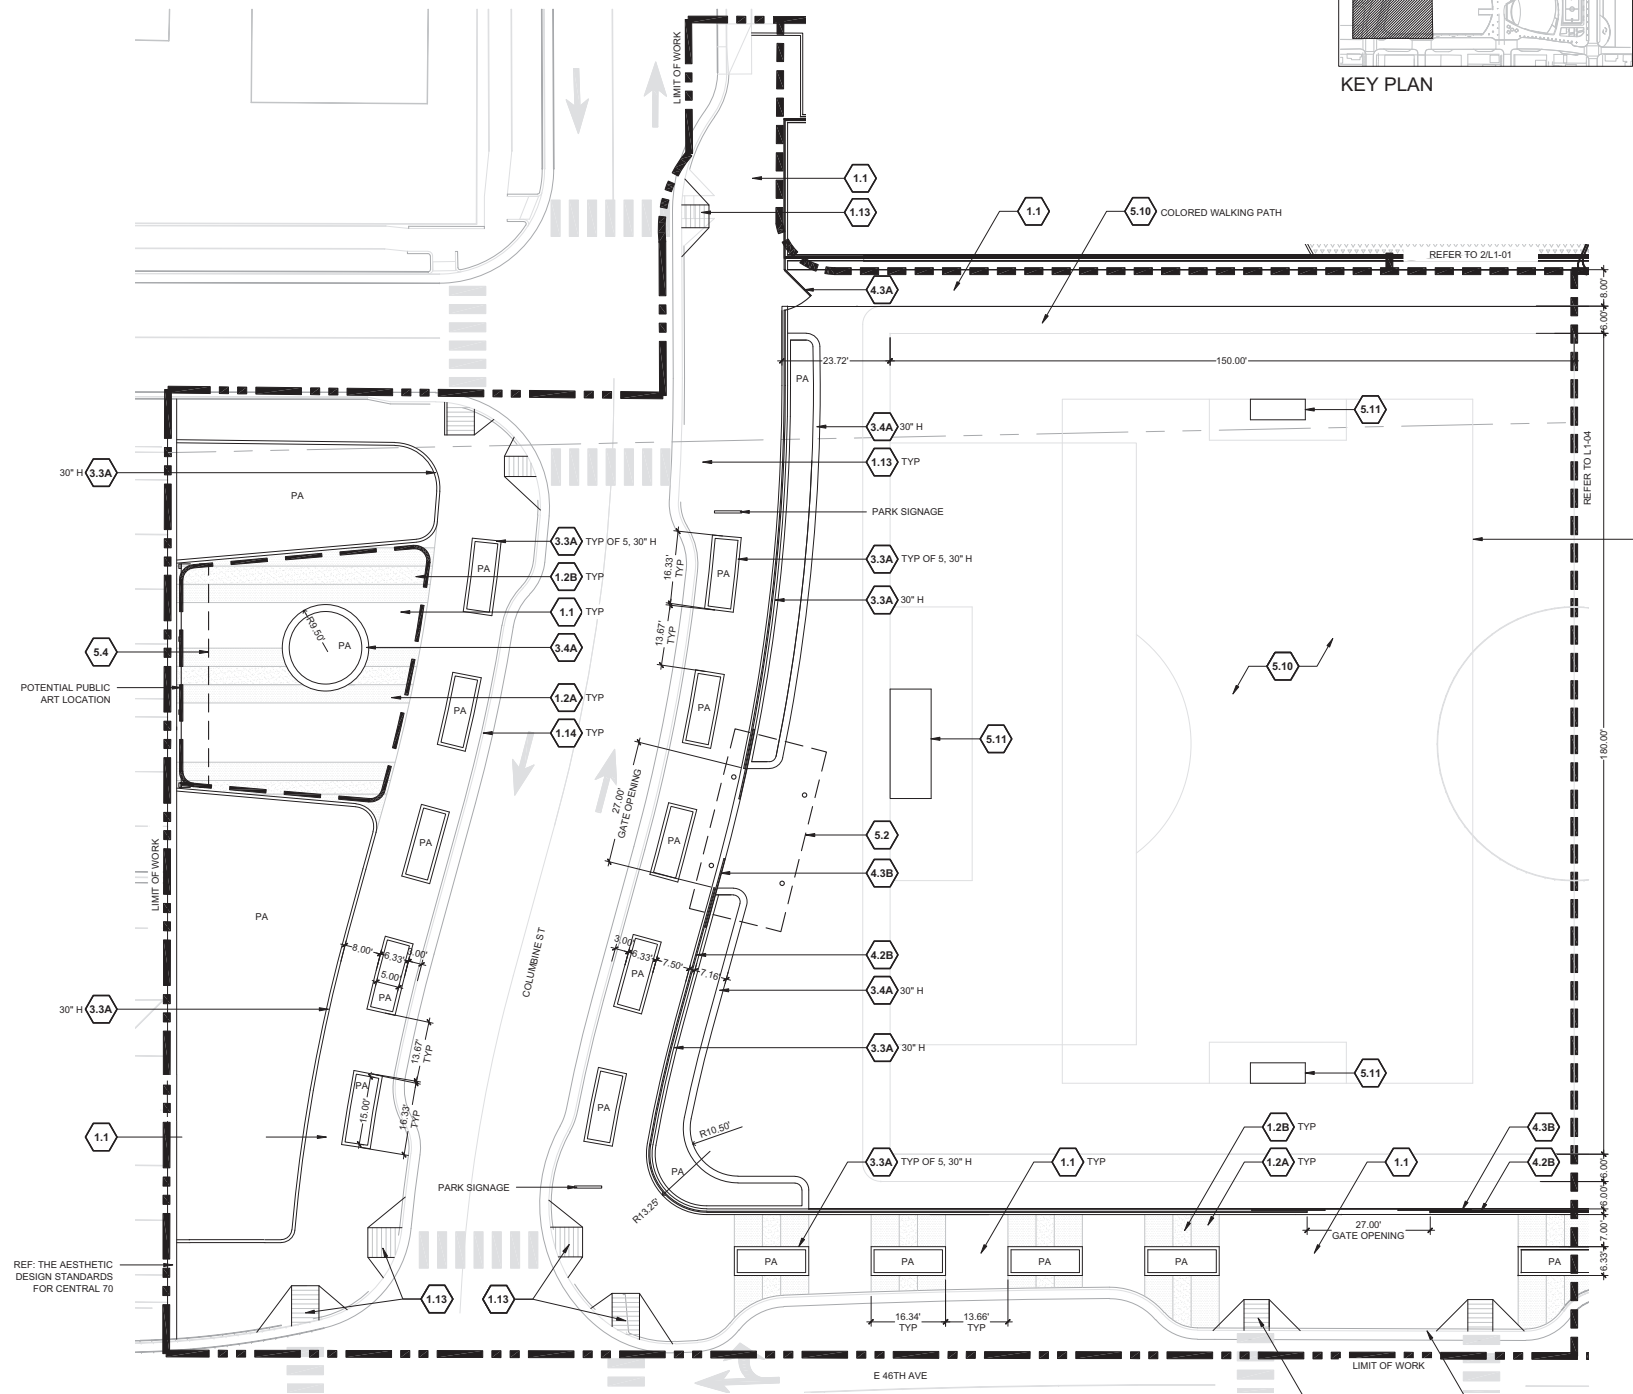 KEY PLAN
LIMIT OF WORK
1.1
1.13
1.1
5.10 COLORED WALKING PATH
REFER TO 2/L1-01
4.3A
8.00'
6.00'
23.72'
150.00'
PA
5.11
3.4A 30" H
1.13 TYP
REFER TO L1-04
30" H 3.3A
PA
PARK SIGNAGE
3.3A TYP OF 5, 30" H
PA
1.2B TYP
16.33'
TYP
PA
3.3A TYP OF 5, 30" H
3.3A 30" H
1.1 TYP
R9.50'
PA
3.4A
13.67'
TYP
5.4
5.10
POTENTIAL PUBLIC
ART LOCATION
1.2A TYP
PA
PA
1.14 TYP
5.11
180.00'
27.00'
GATE OPENING
PA
PA
5.2
4.3B
LIMIT OF WORK
PA
COLUMBINE ST
8.00'
6.33'
3.00'
5.00'
PA
3.00'
6.33'
7.50'
7.16'
PA
4.2B
3.4A 30" H
30" H 3.3A
3.3A 30" H
13.67'
TYP
5.11
PA
15.00'
16.33'
TYP
PA
1.1
R10.50'
1.2B TYP
4.3B
3.3A TYP OF 5, 30" H
1.1 TYP
1.2A TYP
1.1
4.2B
PA
6.00'
6.00'
PARK SIGNAGE
R13.25'
27.00'
GATE OPENING
7.00'
6.33'
PA
PA
PA
PA
PA
REF: THE AESTHETIC
DESIGN STANDARDS
FOR CENTRAL 70
1.13
1.13
16.34'
TYP
13.66'
TYP
LIMIT OF WORK
E 46TH AVE